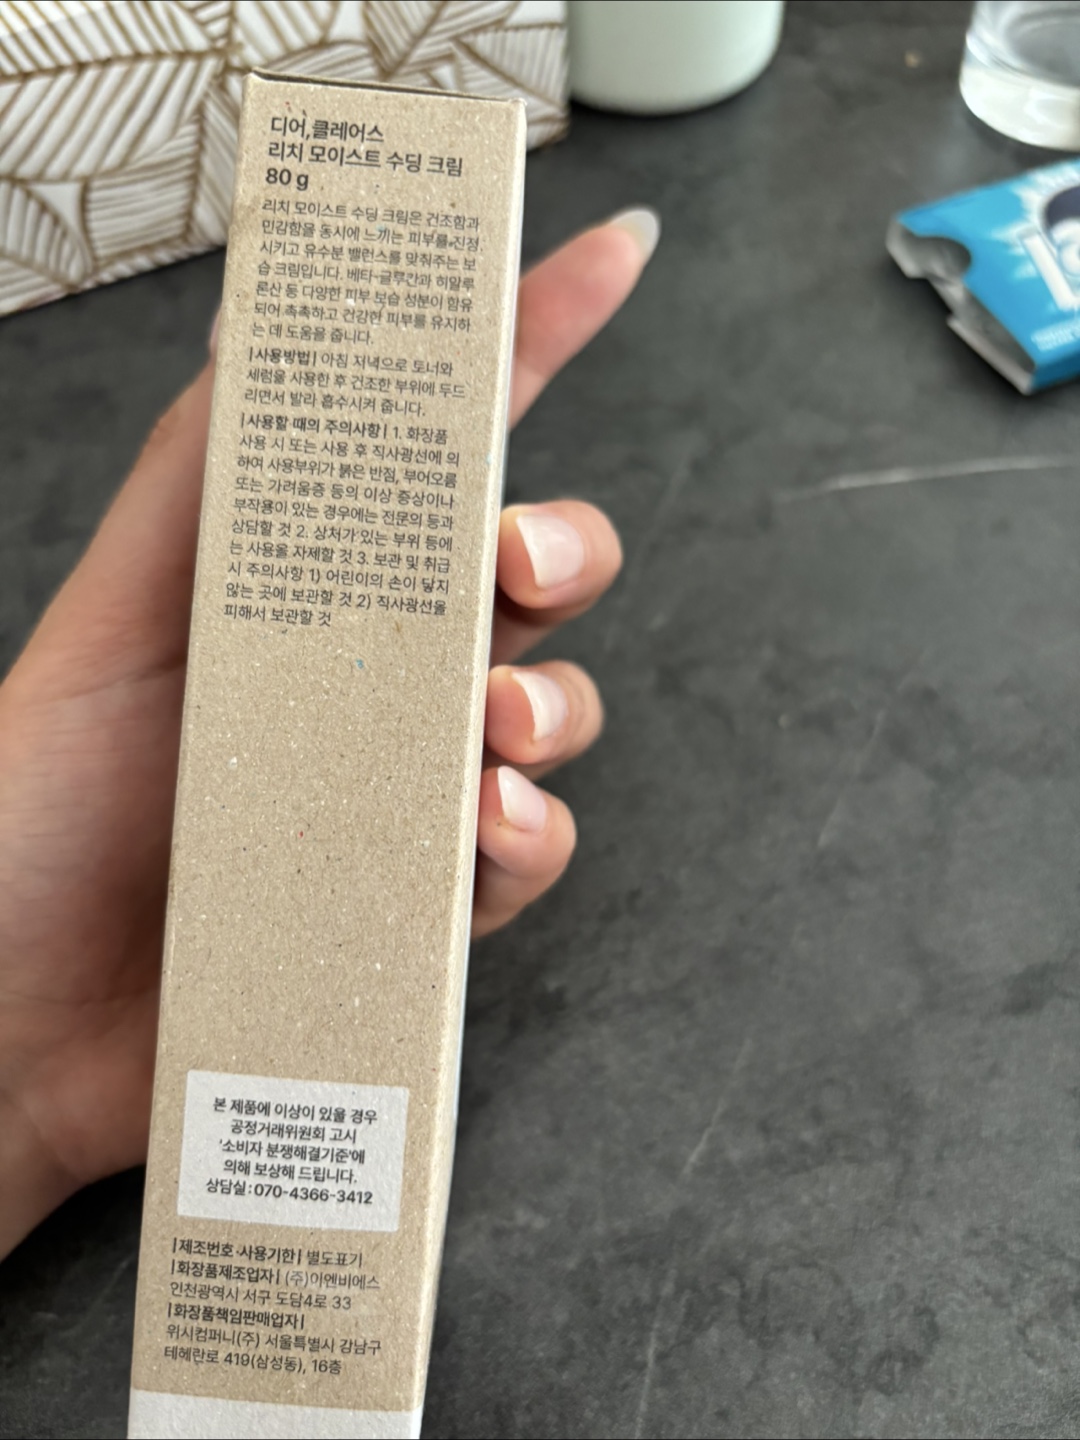 디어,클레어스
리치 모이스트 수딩 크림
80 g
리치 모이스트 수딩 크림은 건조함과
민감함을 동시에 느끼는 피부를 진정
시키고 유수분 밸런스를 맞춰주는 보
습 크림입니다. 베타-글루칸과 히알루
론산 등 다양한 피부 보습 성분이 함유
되어 촉촉하고 건강한 피부를 유지하
는 데 도움을 줍니다.
|사용방법| 아침 저녁으로 토너와
세럼을 사용한 후 건조한 부위에 두드
리면서 발라 흡수시켜 줍니다.
|사용할 때의 주의사항| 1. 화장품
사용 시 또는 사용 후 직사광선에 의
하여 사용부위가 붉은 반점, 부어오름
또는 가려움증 등의 이상 증상이나
부작용이 있는 경우에는 전문의 등과
상담할 것 2. 상처가 있는 부위 등에
는 사용을 자제할 것 3. 보관 및 취급
시 주의사항 1) 어린이의 손이 닿지
않는 곳에 보관할 것 2) 직사광선을
피해서 보관할 것
본 제품에 이상이 있을 경우
공정거래위원회 고시
'소비자 분쟁해결기준'에
의해 보상해 드립니다.
상담실:070-4366-3412
|제조번호·사용기한| 별도표기
|화장품제조업자| (주)이앤비에스
인천광역시 서구 도담4로 33
|화장품책임판매업자|
위시컴퍼니(주) 서울특별시 강남구
테헤란로 419(삼성동), 16층